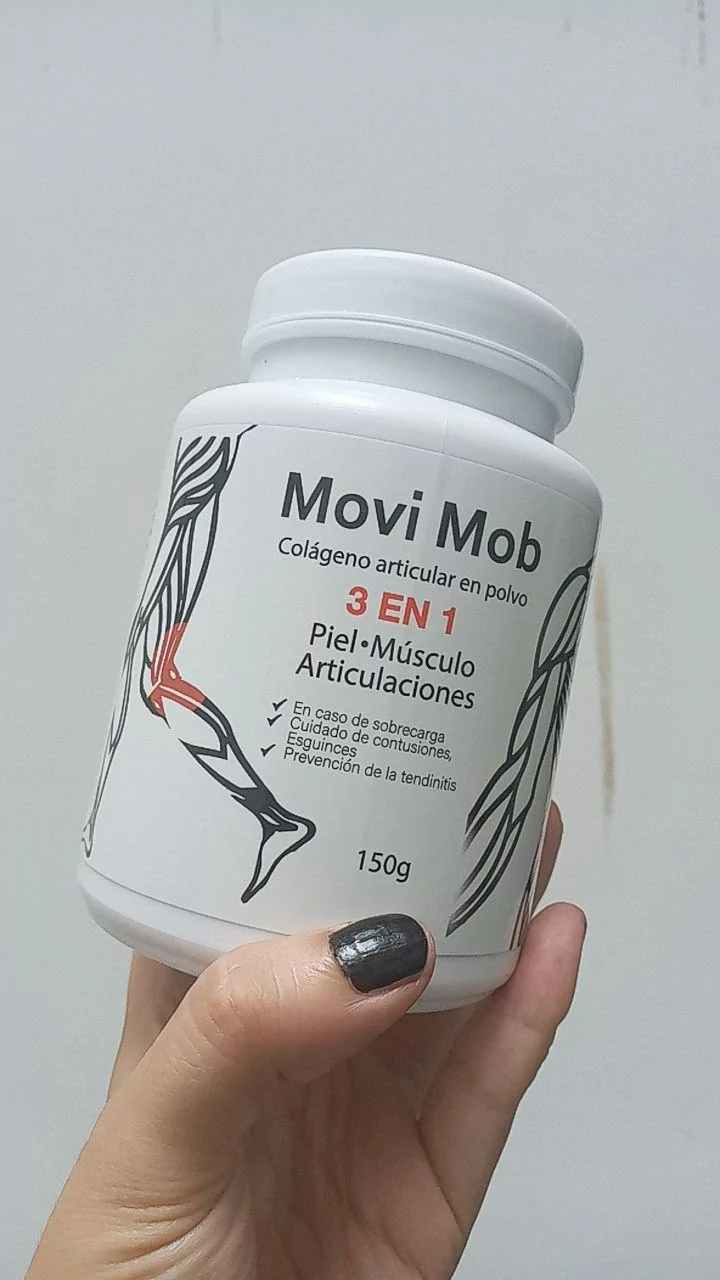 Movi Mob
Colágeno articular en polvo
3 EN 1
Piel•Músculo
Articulaciones
✓ En caso de sobrecarga
✓ Cuidado de contusiones,
Esguinces
✓ Prevención de la tendinitis
150g